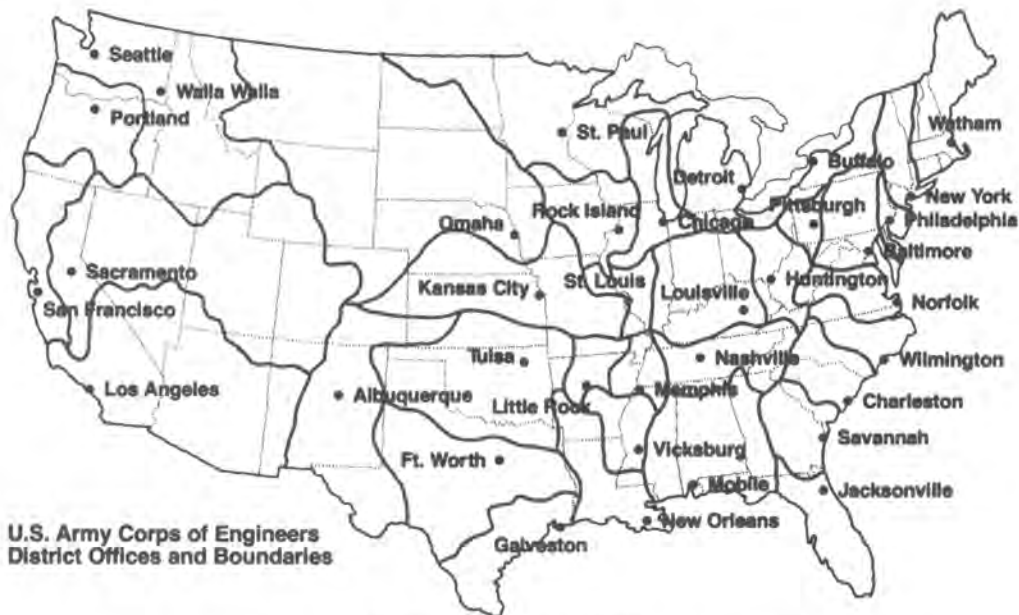 Seattle
Walla Walla
Portland
St. Paul
Watham
Buffalo
Detroit
New York
Pittsburgh
Rock Island
Chicago
Philadelphia
Omaha
Baltimore
Sacramento
St. Louis
Huntington
Kansas City
Louisville
San Francisco
Norfolk
Tulsa
Nashville
Wilmington
Los Angeles
Albuquerque
Memphis
Little Rock
Charleston
Savannah
Vicksburg
Ft. Worth
Mobile
Jacksonville
New Orleans
Galveston
U.S. Army Corps of Engineers
District Offices and Boundaries